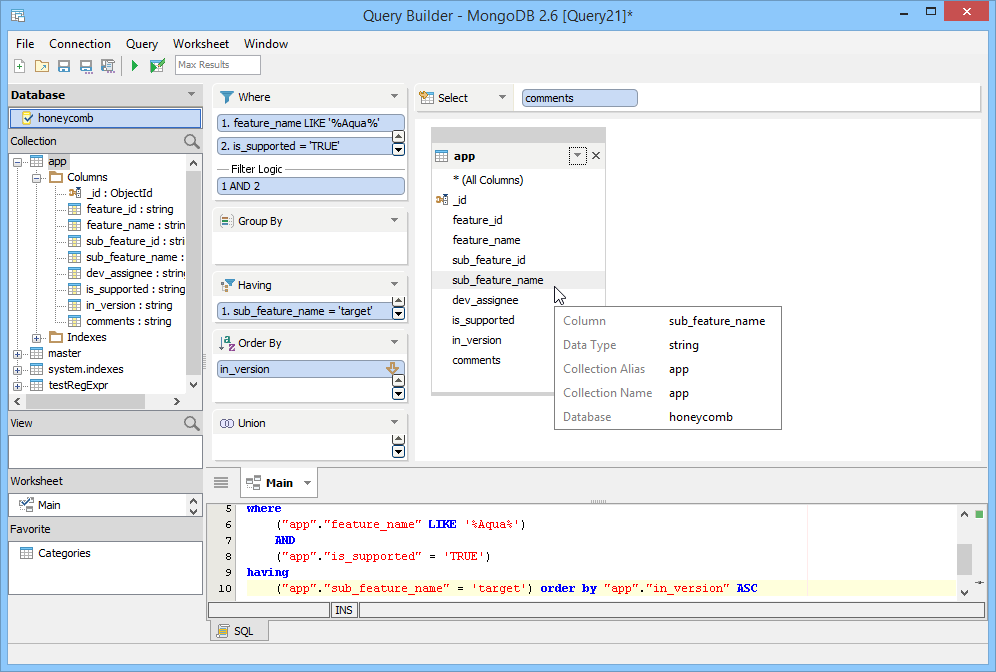 Query Builder - MongoDB 2.6 [Query21]*
File Connection Query Worksheet Window
Max Results
Database
honeycomb
Collection
app
Columns
_id : ObjectId
feature_id : string
feature_name : strin
sub_feature_id : stri
sub_feature_name :
dev_assignee : string
is_supported : string
in_version : string
comments : string
Indexes
master
system.indexes
testRegExpr
View
Worksheet
Main
Favorite
Categories
Where
1. feature_name LIKE '%Aqua%'
2. is_supported = 'TRUE'
Filter Logic
1 AND 2
Group By
Having
1. sub_feature_name = 'target'
Order By
in_version
Union
Select
comments
app
* (All Columns)
_id
feature_id
feature_name
sub_feature_id
sub_feature_name
dev_assignee
is_supported
in_version
comments
Column sub_feature_name
Data Type string
Collection Alias app
Collection Name app
Database honeycomb
Main
5 where
6 ("app"."feature_name" LIKE '%Aqua%')
7 AND
8 ("app"."is_supported" = 'TRUE')
9 having
10 ("app"."sub_feature_name" = 'target') order by "app"."in_version" ASC
INS
SQL